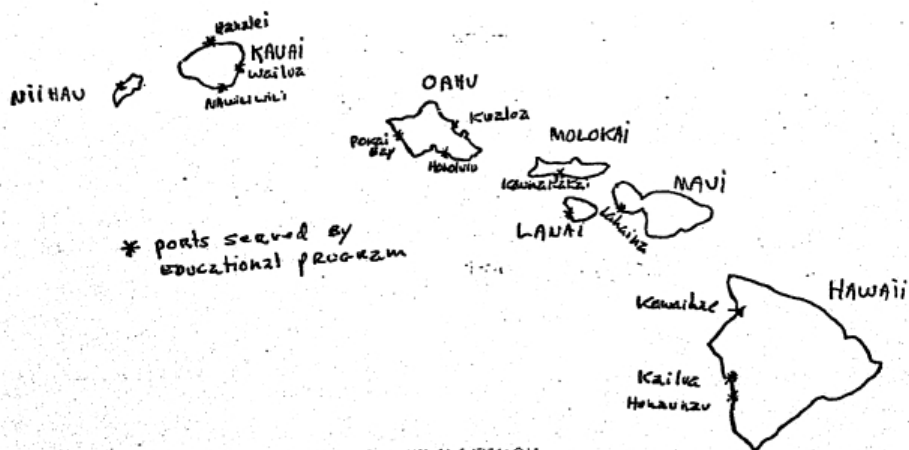 Hanalei
KAUAI
Wailua
NIIHAU
Nawiliwili
OAHU
Kualoa
Pokai
Bay
Honolulu
MOLOKAI
Kaunakakai
MAUI
Lahaina
LANAI
* ports served by
EDUCATIONAL PROGRAM
HAWAII
Kawaihae
Kailua
Honaunau